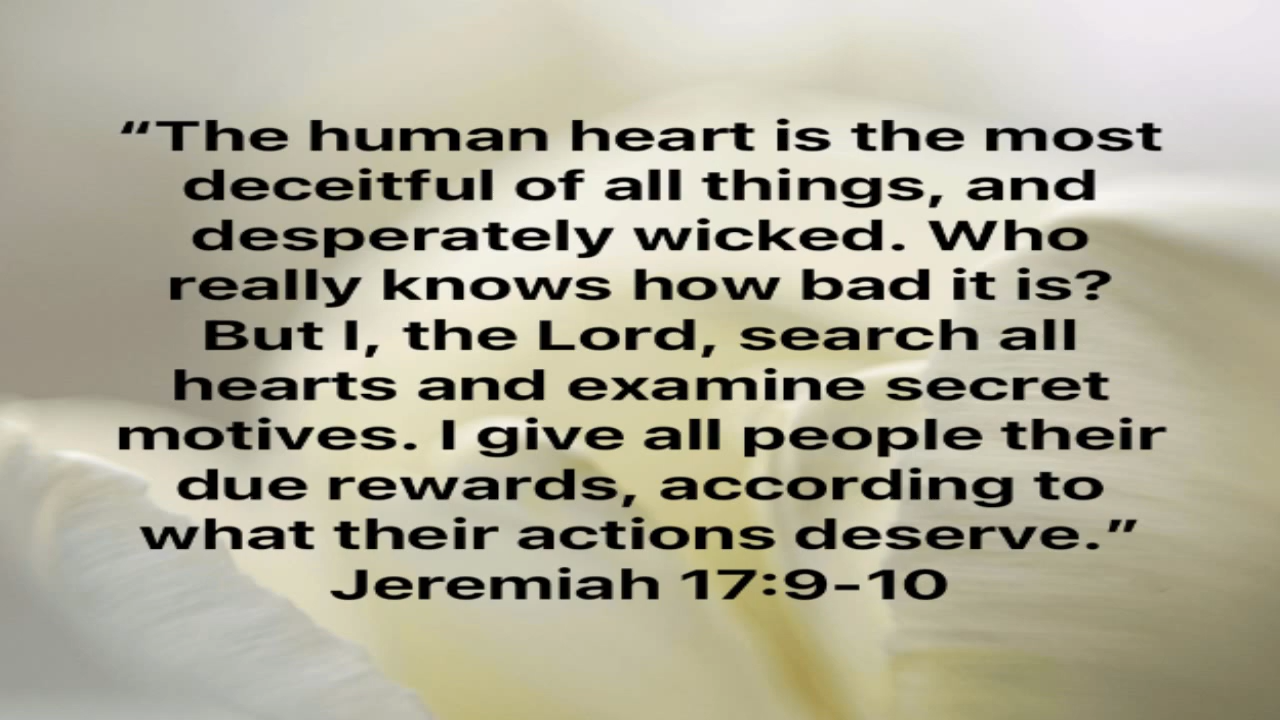 “The human heart is the most
deceitful of all things, and
desperately wicked. Who
really knows how bad it is?
But I, the Lord, search all
hearts and examine secret
motives. I give all people their
due rewards, according to
what their actions deserve.”
Jeremiah 17:9-10